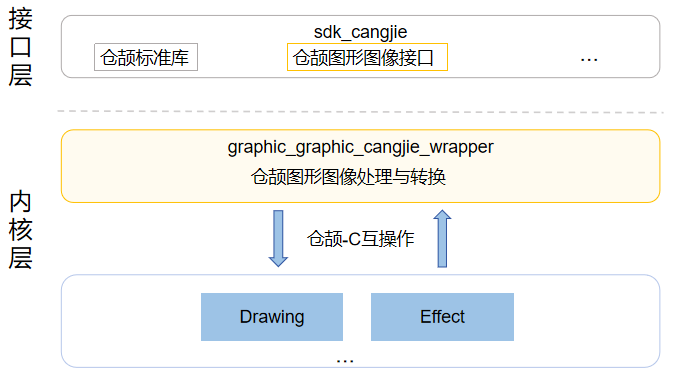 接口层
sdk_cangjie
仓颉标准库
仓颉图形图像接口
...
内核层
graphic_graphic_cangjie_wrapper
仓颉图形图像处理与转换
仓颉-C互操作
Drawing
Effect
...